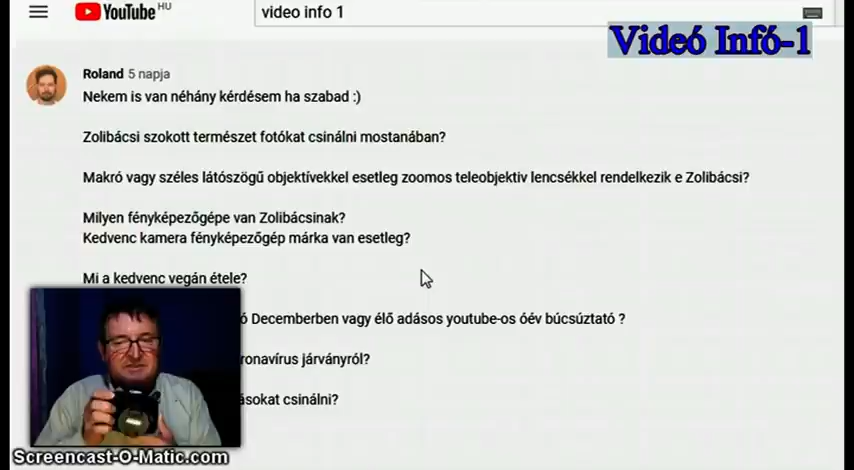 YouTube HU
video info 1
Videó Infó-1
Roland 5 napja
Nekem is van néhány kérdésem ha szabad :)
Zolibácsi szokott természet fotókat csinálni mostanában?
Makró vagy széles látószögű objektívekkel esetleg zoomos teleobjektiv lencsékkel rendelkezik e Zolibácsi?
Milyen fényképezőgépe van Zolibácsinak?
Kedvenc kamera fényképezőgép márka van esetleg?
Mi a kedvenc vegán étele?
ó Decemberben vagy élő adásos youtube-os óév búcsúztató ?
ronavírus járványról?
ásokat csinálni?
Screencast-O-Matic.com